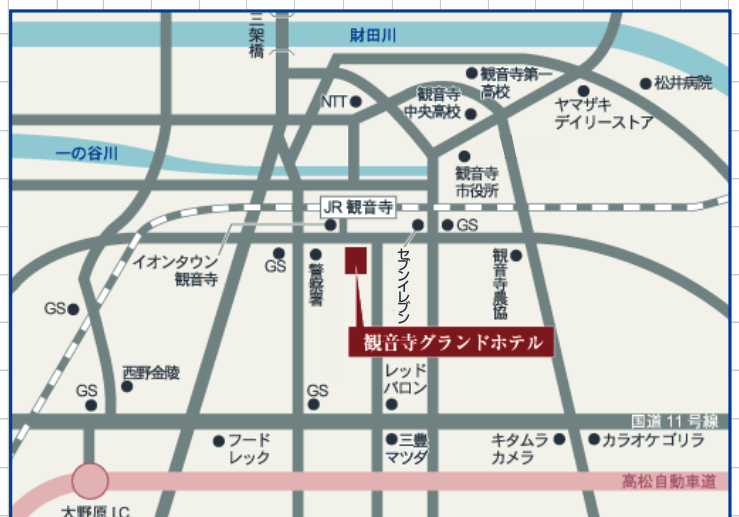 三架橋
財田川
観音寺第一
高校
松井病院
NTT
観音寺
中央高校
ヤマザキ
デイリーストア
一の谷川
観音寺
市役所
JR 観音寺
GS
イオンタウン
観音寺
GS
警察署
セブンイレブン
観音寺農協
GS
観音寺グランドホテル
西野金陵
レッド
バロン
GS
GS
国道 11 号線
フード
レック
三豊
マツダ
キタムラ
カメラ
カラオケゴリラ
高松自動車道
大野原 I.C